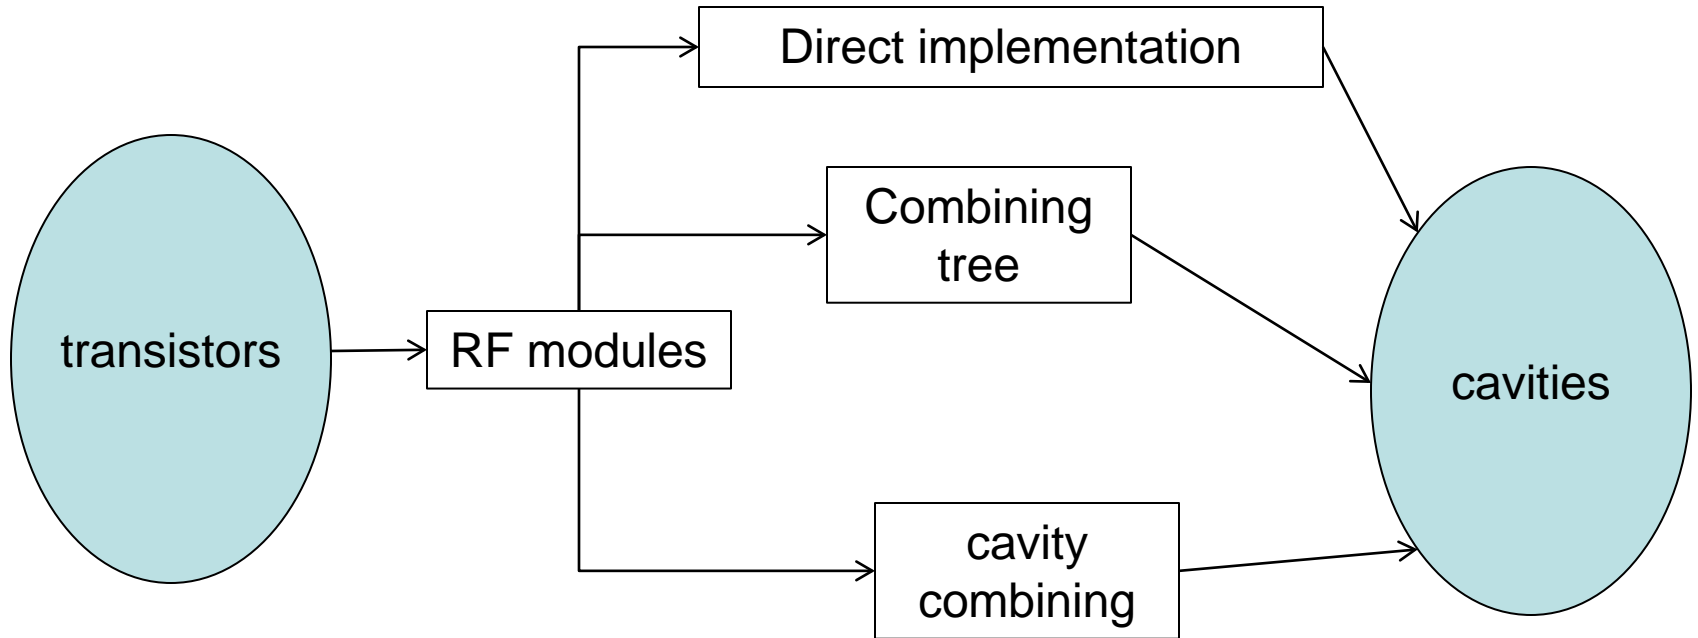 Direct implementation
Combining
tree
transistors
RF modules
cavities
cavity
combining